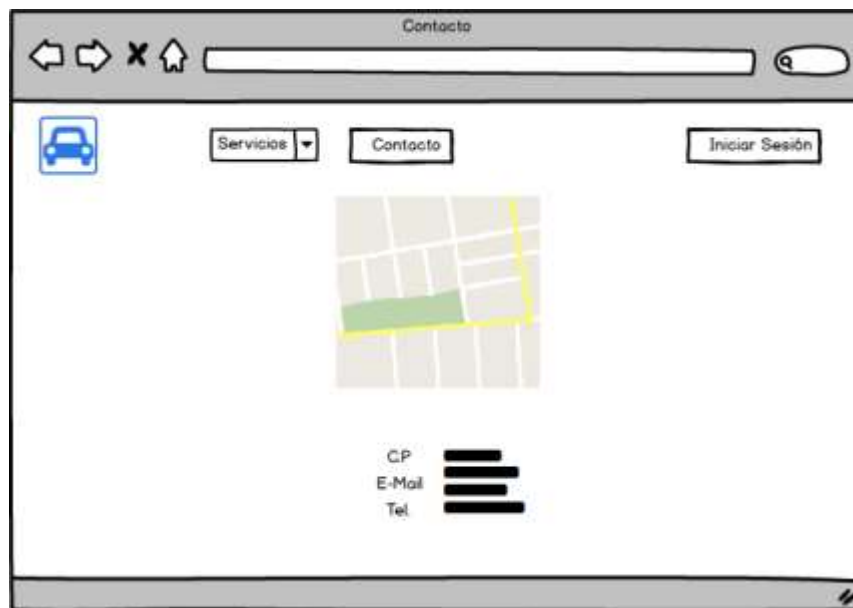 Contacto
Servicios Contacto Iniciar Sesión
C.P
E-Mail
Tel.